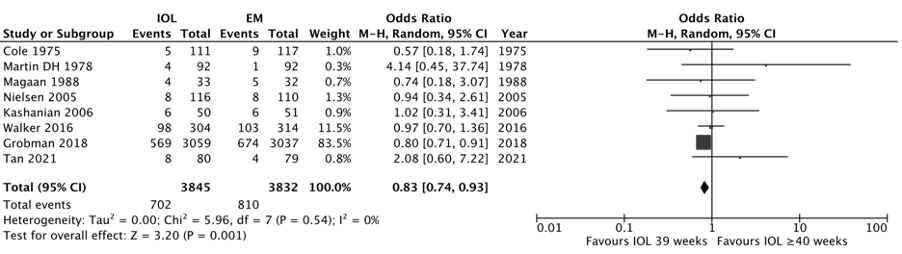 IOL EM Odds Ratio Odds Ratio
Study or Subgroup Events Total Events Total Weight M-H, Random, 95% CI Year M-H, Random, 95% CI
Cole 1975 5 111 9 117 1.0% 0.57 [0.18, 1.74] 1975
Martin DH 1978 4 92 1 92 0.3% 4.14 [0.45, 37.74] 1978
Magaan 1988 4 33 5 32 0.7% 0.74 [0.18, 3.07] 1988
Nielsen 2005 8 116 8 110 1.3% 0.94 [0.34, 2.61] 2005
Kashanian 2006 6 50 6 51 0.9% 1.02 [0.31, 3.41] 2006
Walker 2016 98 304 103 314 11.5% 0.97 [0.70, 1.36] 2016
Grobman 2018 569 3059 674 3037 83.5% 0.80 [0.71, 0.91] 2018
Tan 2021 8 80 4 79 0.8% 2.08 [0.60, 7.22] 2021
Total (95% CI) 3845 3832 100.0% 0.83 [0.74, 0.93]
Total events 702 810
Heterogeneity: Tau² = 0.00; Chi² = 5.96, df = 7 (P = 0.54); I² = 0%
Test for overall effect: Z = 3.20 (P = 0.001)
0.01 0.1 1 10 100
Favours IOL 39 weeks Favours IOL ≥40 weeks